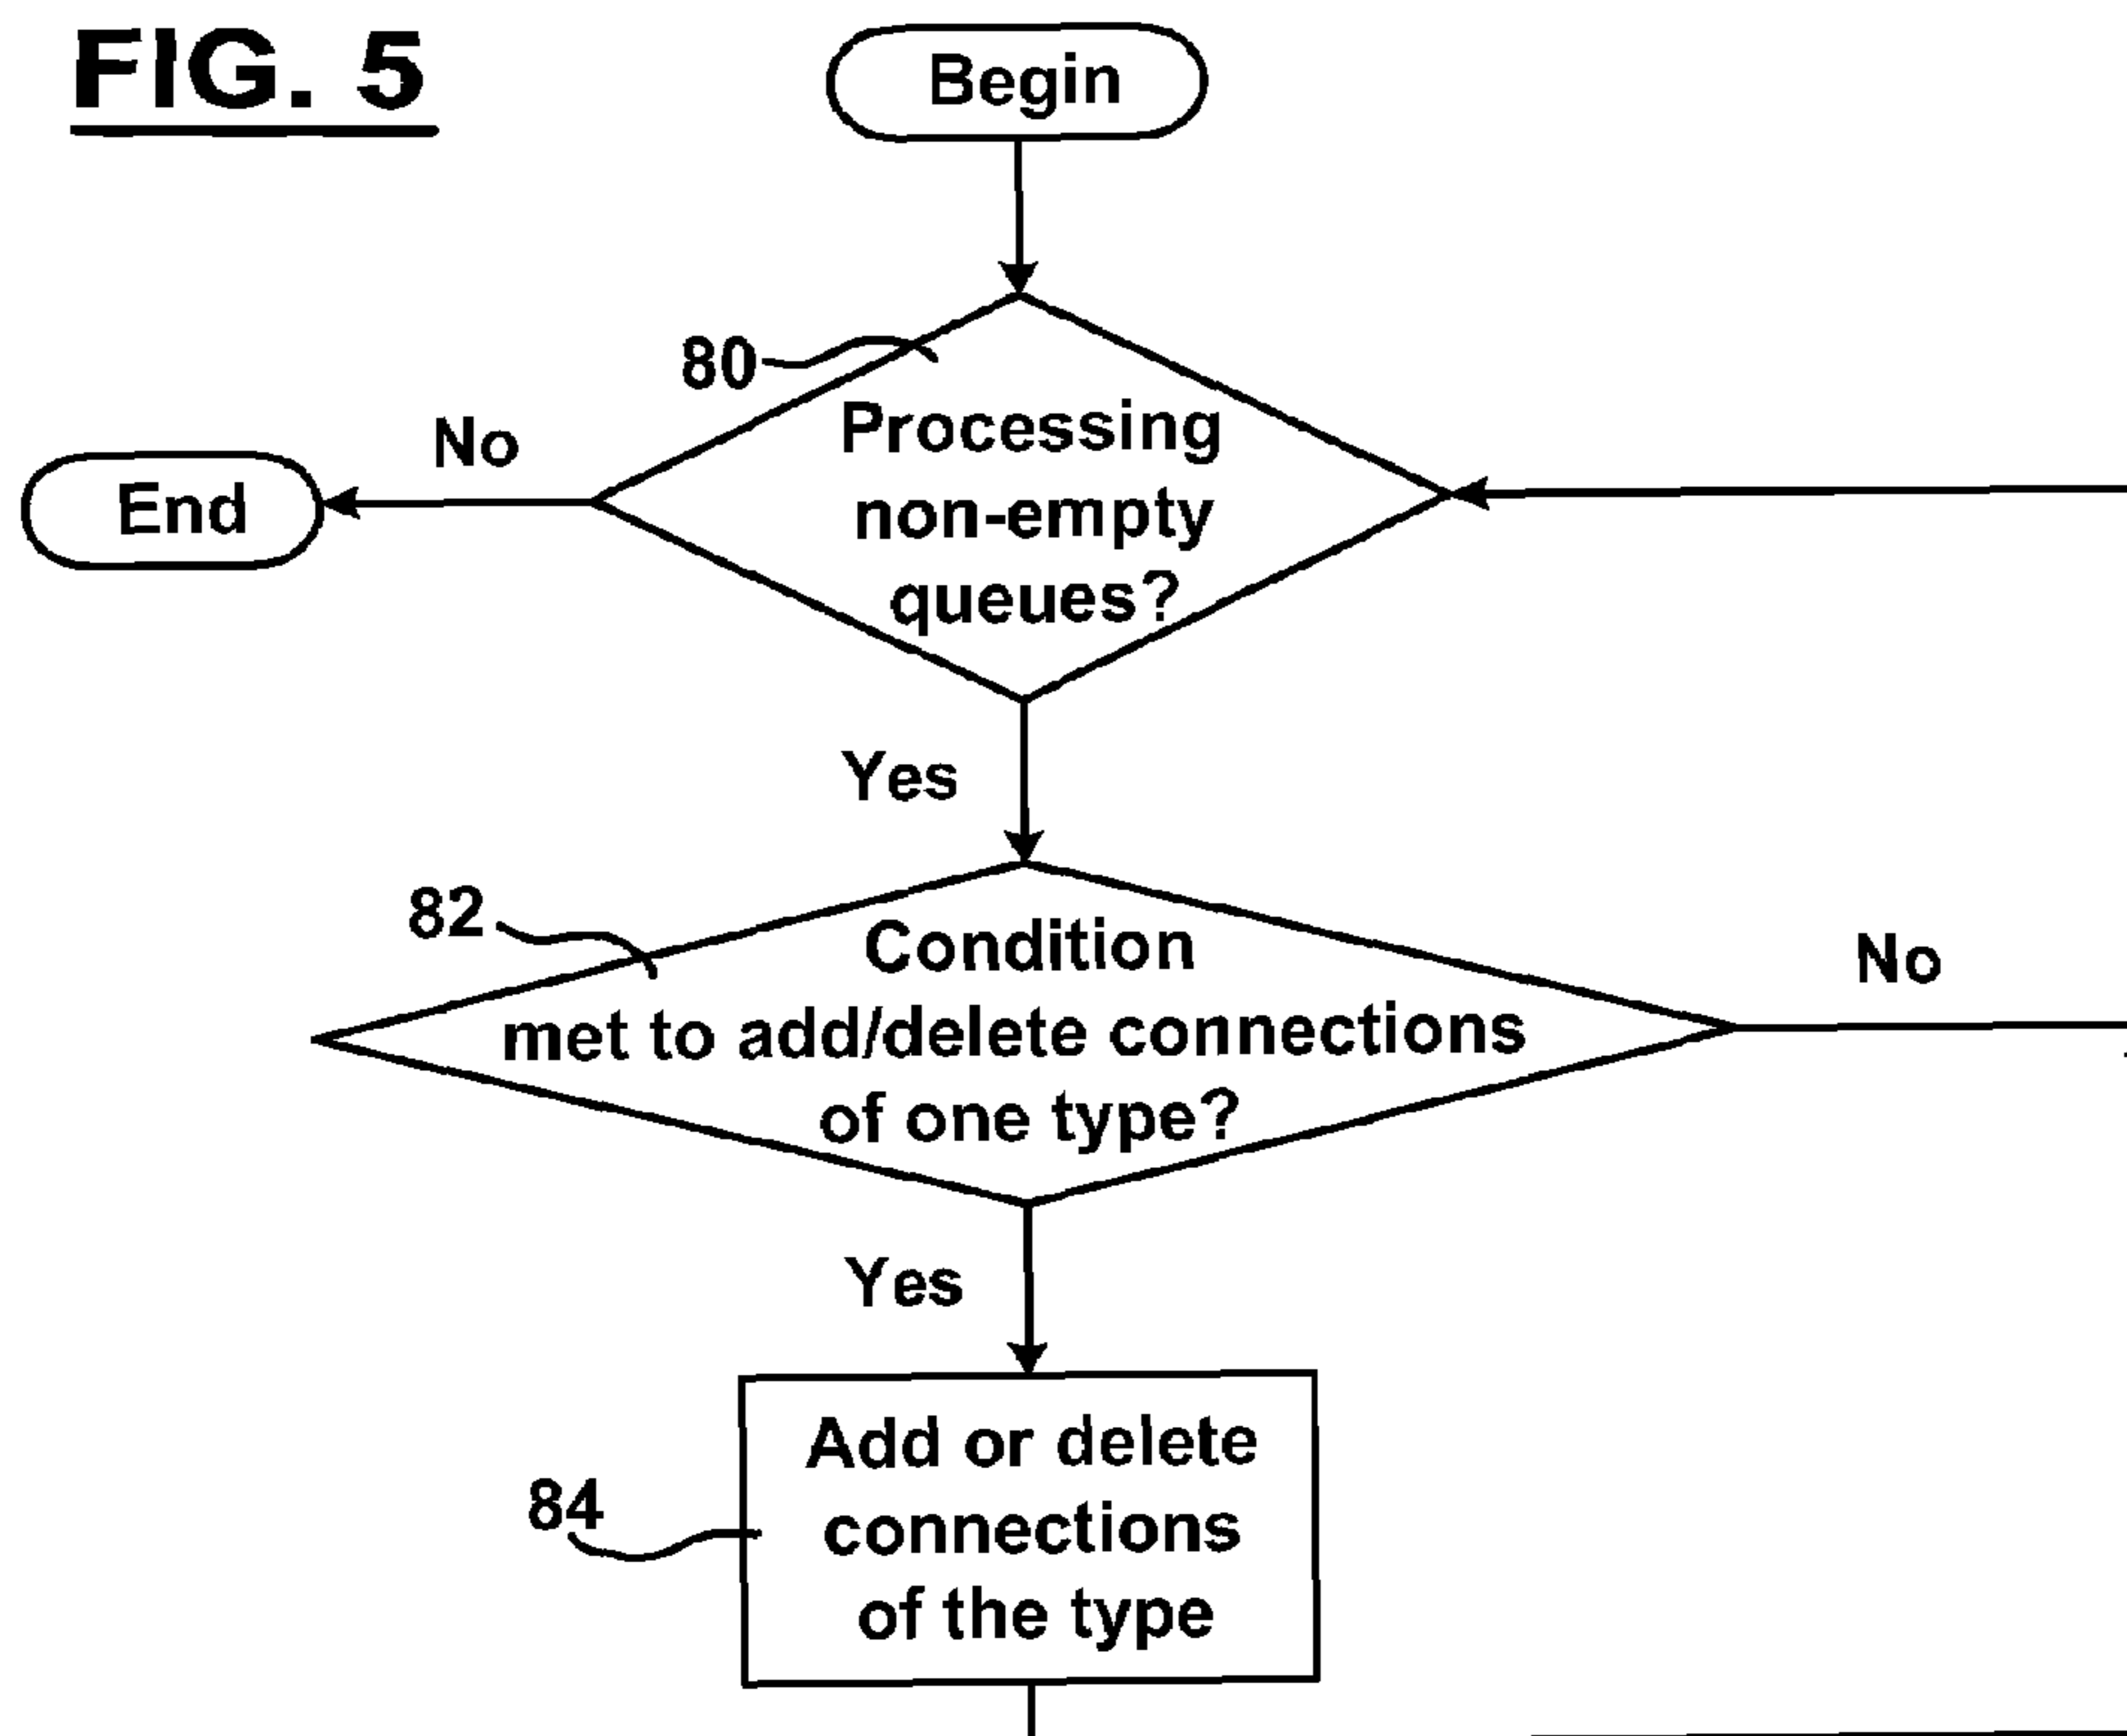 FIG. 5
Begin
80
Processing
non-empty
queues?
No
End
Yes
82
Condition
met to add/delete connections
of one type?
No
Yes
84
Add or delete
connections
of the type